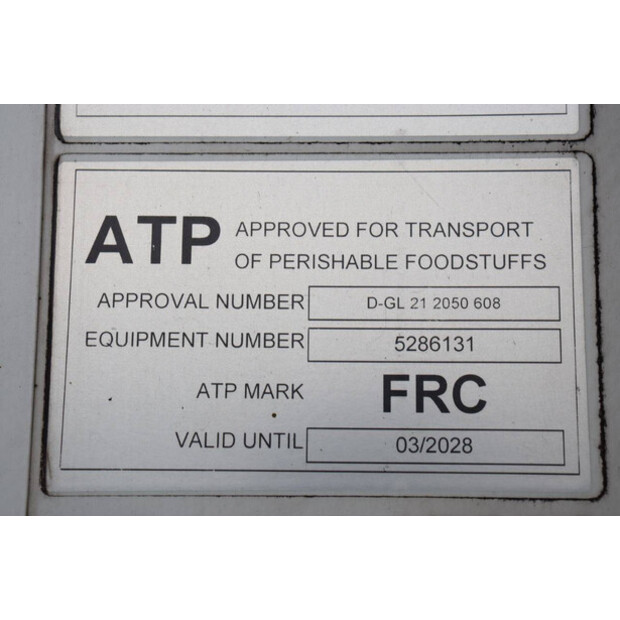 ATP APPROVED FOR TRANSPORT
OF PERISHABLE FOODSTUFFS
APPROVAL NUMBER D-GL 21 2050 608
EQUIPMENT NUMBER 5286131
ATP MARK FRC
VALID UNTIL 03/2028